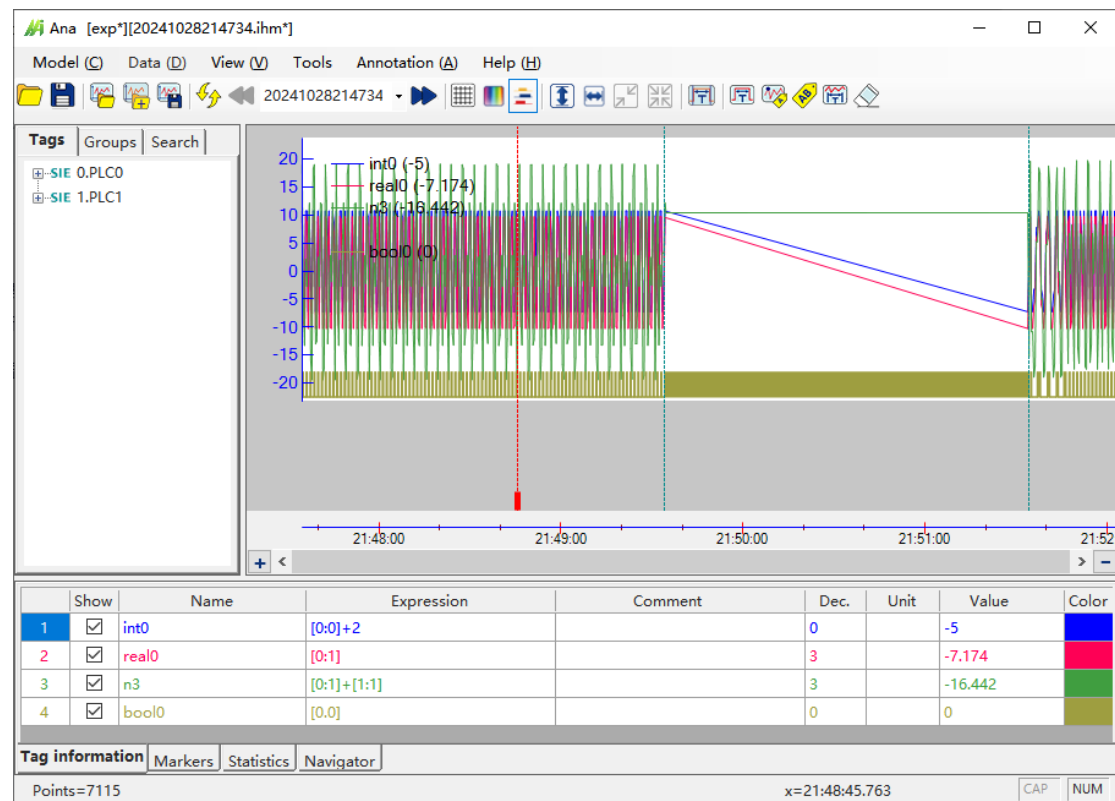 Ana [exp*][20241028214734.ihm*]
Model (C) Data (D) View (V) Tools Annotation (A) Help (H)
20241028214734
Tags Groups Search
SIE 0.PLC0
SIE 1.PLC1
20
15
10
5
0
-5
-10
-15
-20
int0 (-5)
real0 (-7.174)
n3 (-16.442)
bool0 (0)
21:48:00 21:49:00 21:50:00 21:51:00 21:52
Show Name Expression Comment Dec. Unit Value Color
1 int0 [0:0]+2 0 -5
2 real0 [0:1] 3 -7.174
3 n3 [0:1]+[1:1] 3 -16.442
4 bool0 [0.0] 0 0
Tag information Markers Statistics Navigator
Points=7115 x=21:48:45.763 CAP NUM